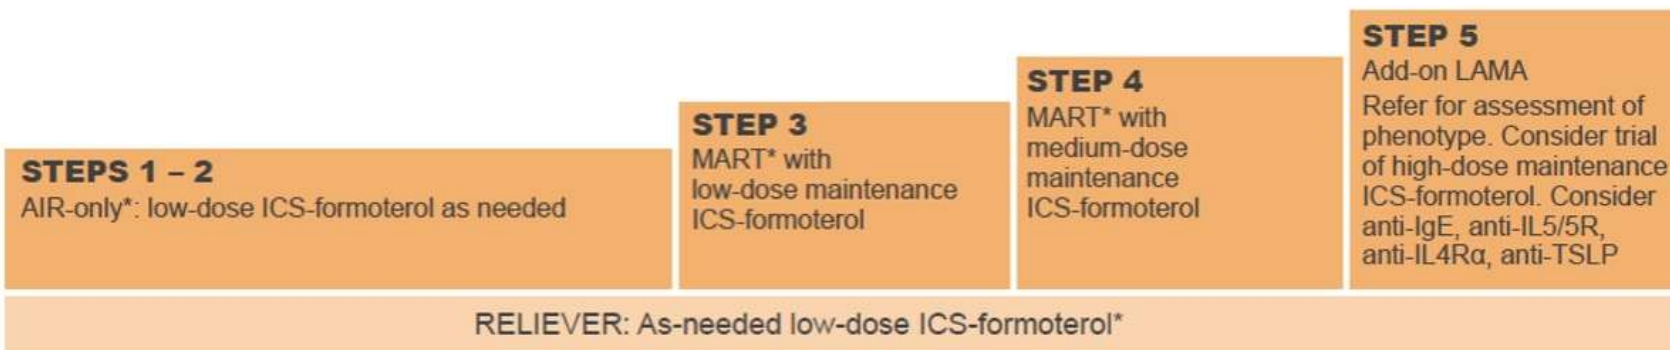 STEPS 1 – 2
AIR-only*: low-dose ICS-formoterol as needed
STEP 3
MART* with
low-dose maintenance
ICS-formoterol
STEP 4
MART* with
medium-dose
maintenance
ICS-formoterol
STEP 5
Add-on LAMA
Refer for assessment of
phenotype. Consider trial
of high-dose maintenance
ICS-formoterol. Consider
anti-IgE, anti-IL5/5R,
anti-IL4Rα, anti-TSLP
RELIEVER: As-needed low-dose ICS-formoterol*